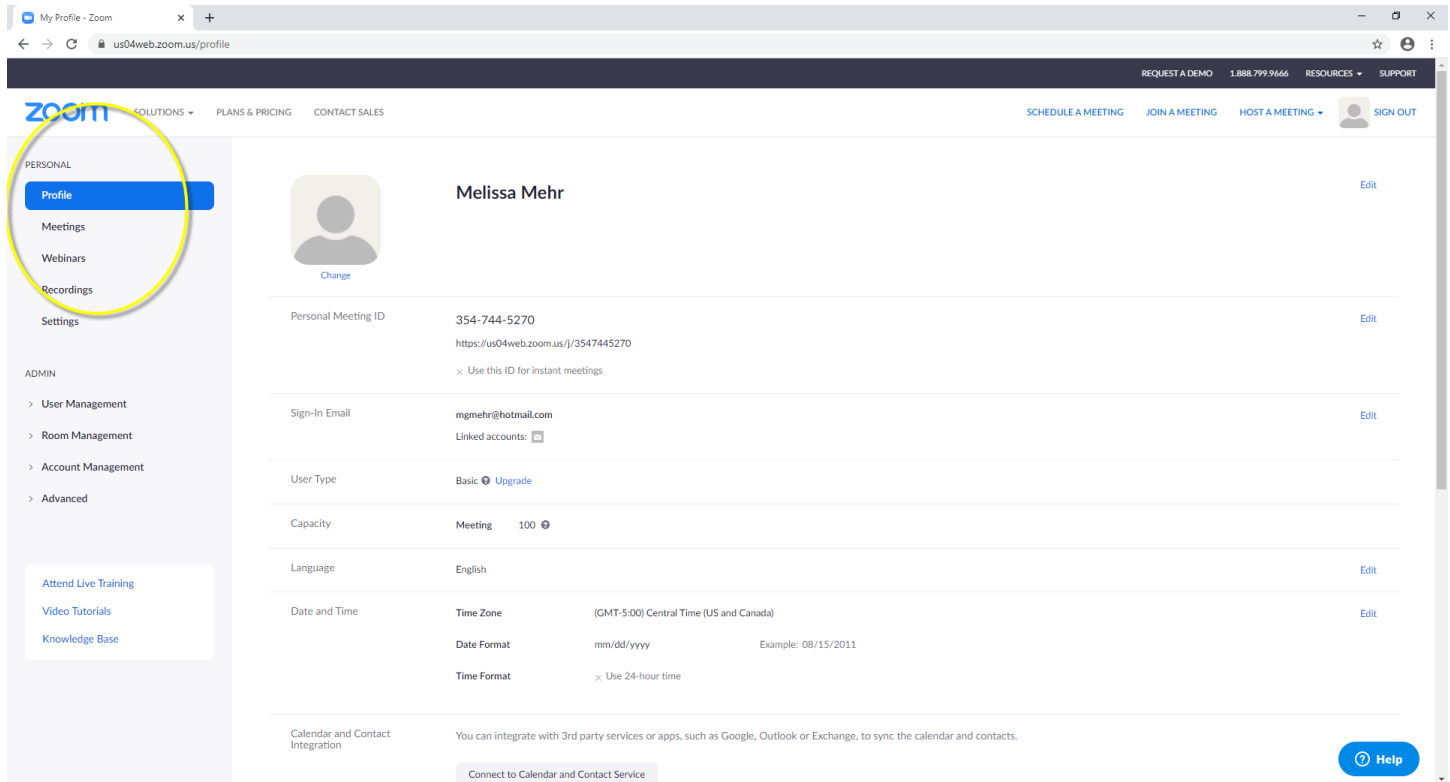 My Profile - Zoom
us04web.zoom.us/profile
REQUEST A DEMO 1.888.799.9666 RESOURCES SUPPORT
zoom SOLUTIONS PLANS & PRICING CONTACT SALES SCHEDULE A MEETING JOIN A MEETING HOST A MEETING SIGN OUT
PERSONAL
Profile
Meetings
Webinars
Recordings
Settings
ADMIN
User Management
Room Management
Account Management
Advanced
Attend Live Training
Video Tutorials
Knowledge Base
Melissa Mehr Edit
Change
Personal Meeting ID 354-744-5270 Edit
https://us04web.zoom.us/j/3547445270
× Use this ID for instant meetings
Sign-In Email mgmehr@hotmail.com Edit
Linked accounts:
User Type Basic Upgrade
Capacity Meeting 100
Language English Edit
Date and Time Time Zone (GMT-5:00) Central Time (US and Canada) Edit
Date Format mm/dd/yyyy Example: 08/15/2011
Time Format × Use 24-hour time
Calendar and Contact
Integration
You can integrate with 3rd party services or apps, such as Google, Outlook or Exchange, to sync the calendar and contacts.
Connect to Calendar and Contact Service
Help